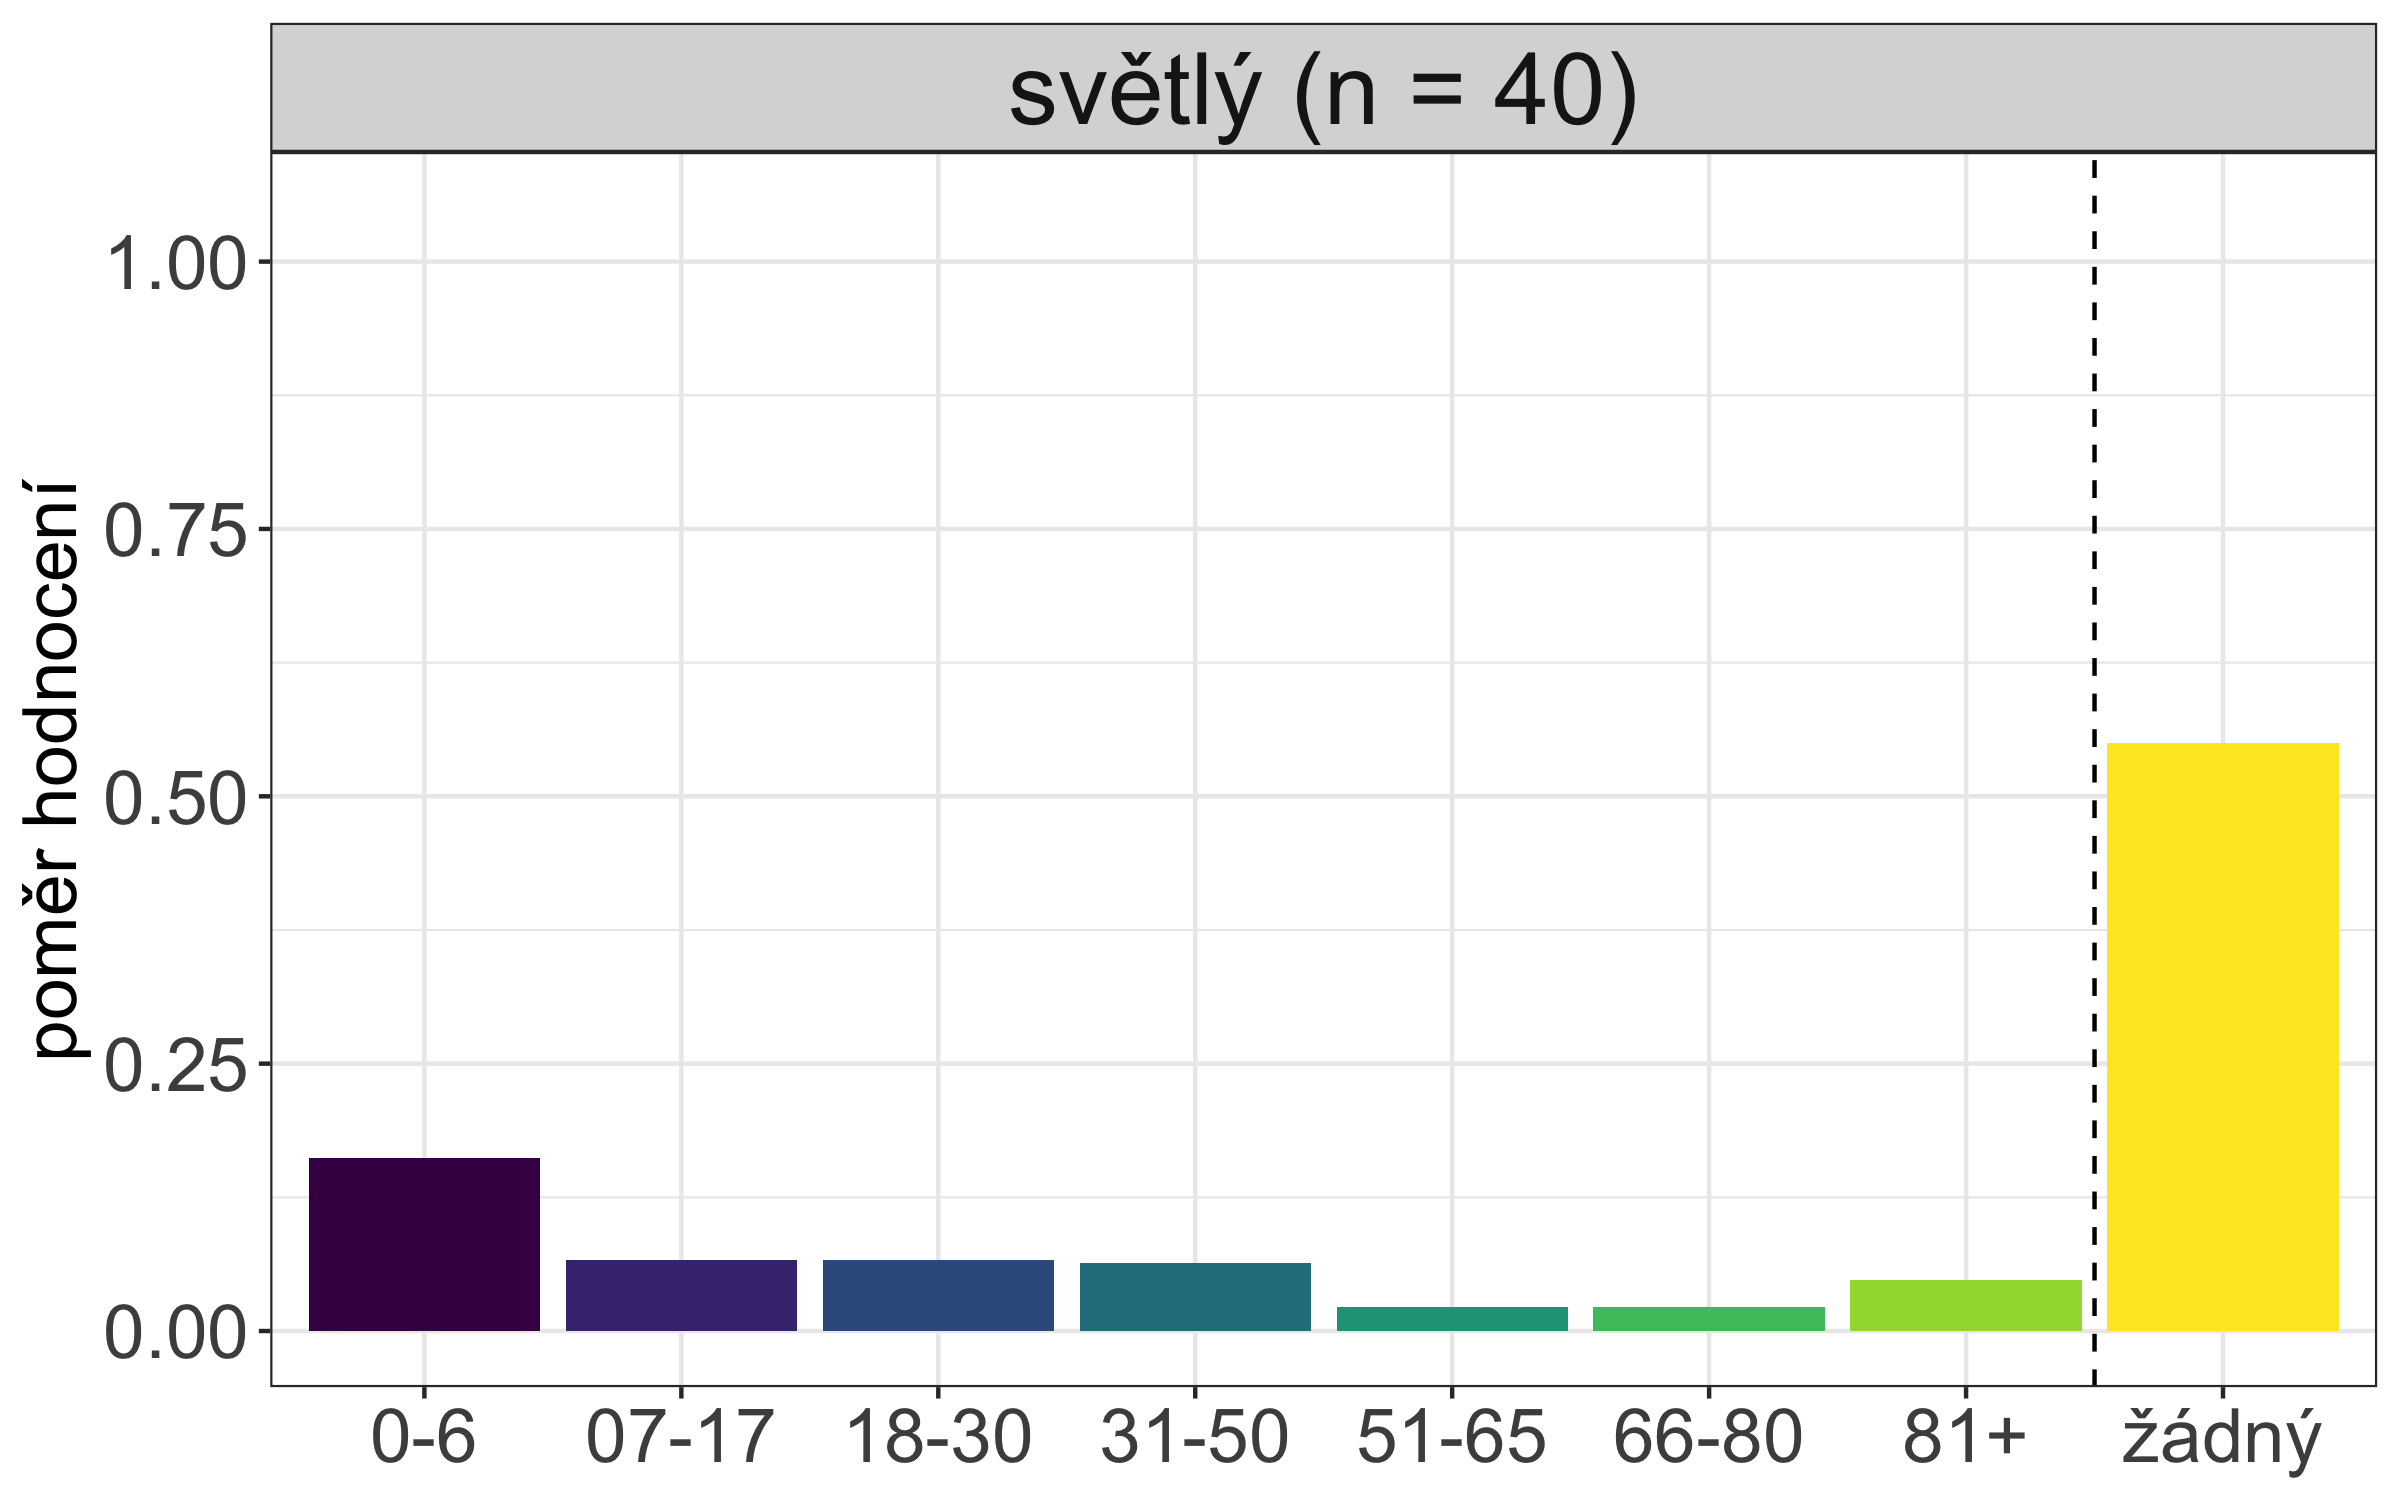 světlý (n = 40)
poměr hodnocení
1.00
0.75
0.50
0.25
0.00
0-6 07-17 18-30 31-50 51-65 66-80 81+ žádný